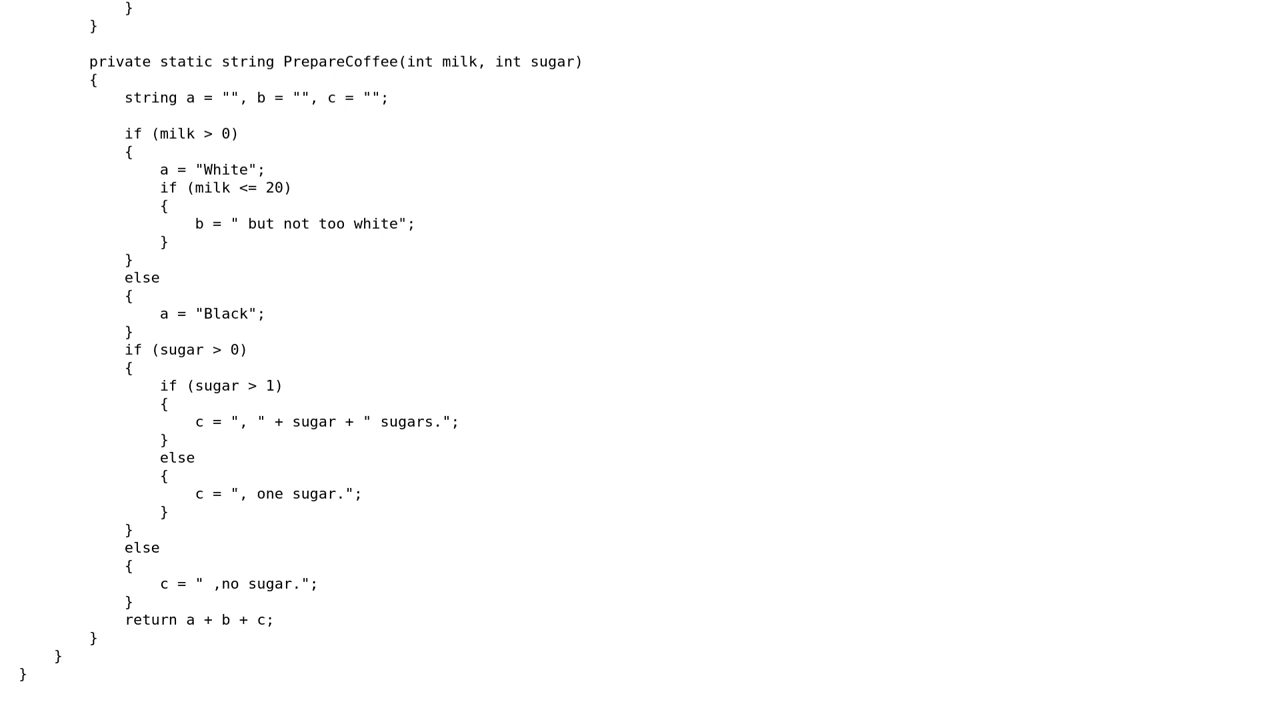 }
        }

        private static string PrepareCoffee(int milk, int sugar)
        {
            string a = "", b = "", c = "";

            if (milk > 0)
            {
                a = "White";
                if (milk <= 20)
                {
                    b = " but not too white";
                }
            }
            else
            {
                a = "Black";
            }
            if (sugar > 0)
            {
                if (sugar > 1)
                {
                    c = ", " + sugar + " sugars.";
                }
                else
                {
                    c = ", one sugar.";
                }
            }
            else
            {
                c = " ,no sugar.";
            }
            return a + b + c;
        }
    }
}